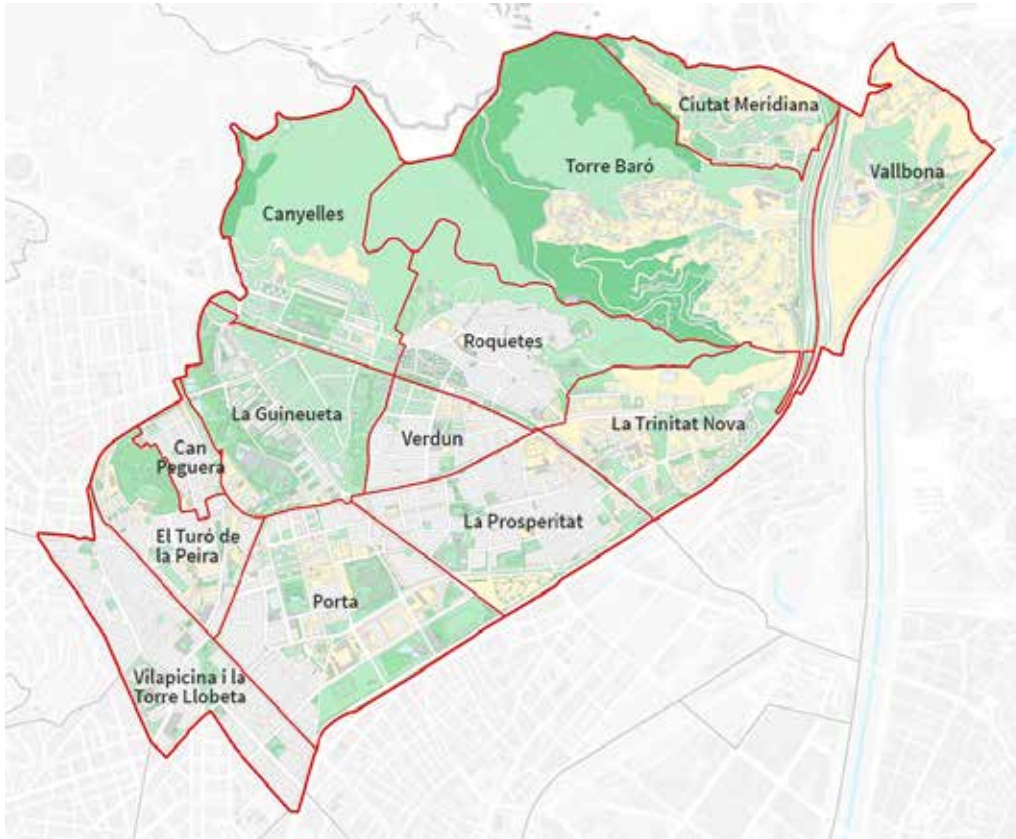 Ciutat Meridiana
Torre Baró
Vallbona
Canyelles
Roquetes
La Guineueta
La Trinitat Nova
Verdun
Can
Peguera
La Prosperitat
El Turó de
la Peira
Porta
Vilapicina i la
Torre Llobeta